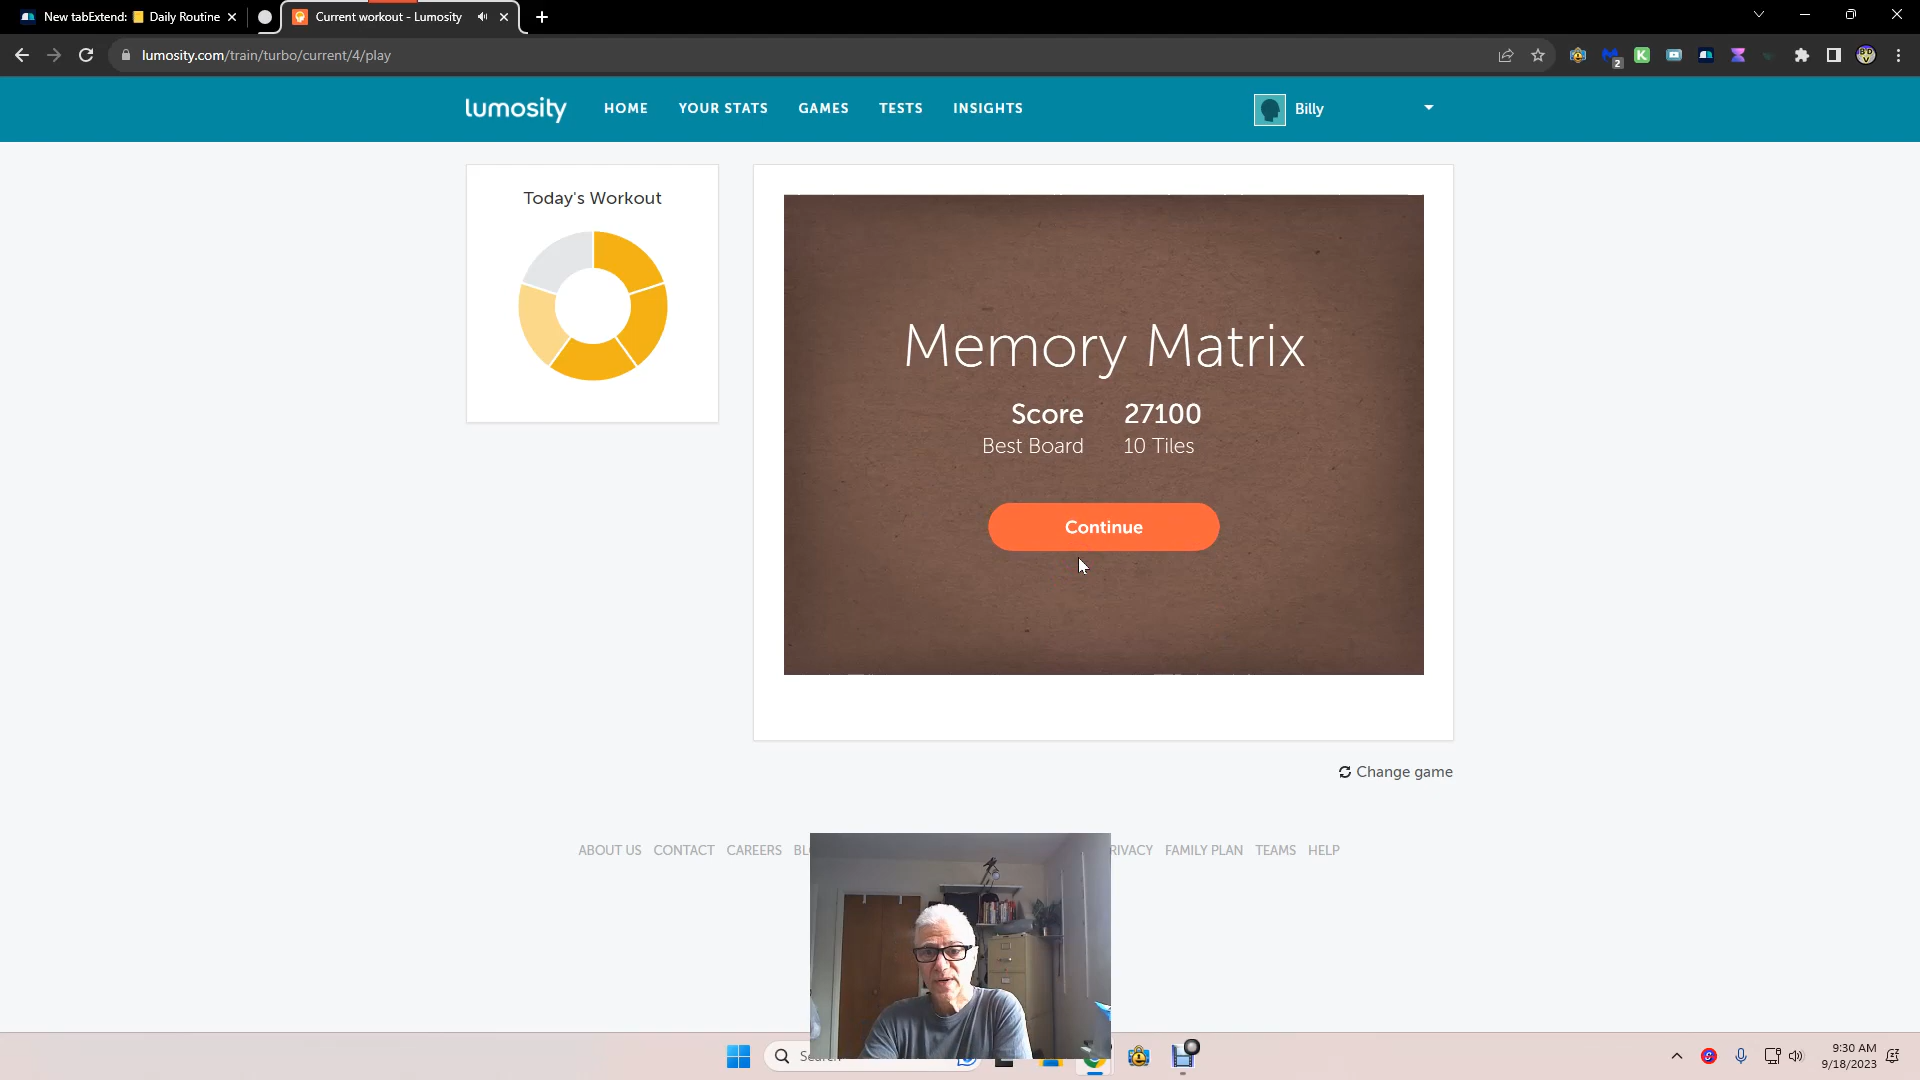 New tabExtend: Daily Routine
Current workout - Lumosity
lumosity.com/train/turbo/current/4/play
2
lumosity
HOME
YOUR STATS
GAMES
TESTS
INSIGHTS
Billy
Today's Workout
Memory Matrix
Score 27100
Best Board 10 Tiles
Continue
Change game
ABOUT US CONTACT CAREERS BL RIVACY FAMILY PLAN TEAMS HELP
9:30 AM
9/18/2023